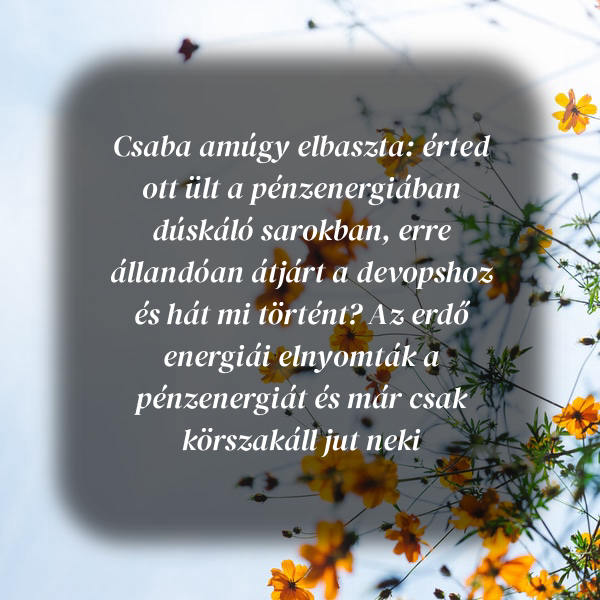 Csaba amúgy elbaszta: érted
ott ült a pénzenergiában
dúskáló sarokban, erre
állandóan átjárt a devopshoz
és hát mi történt? Az erdő
energiái elnyomták a
pénzenergiát és már csak
körszakáll jut neki